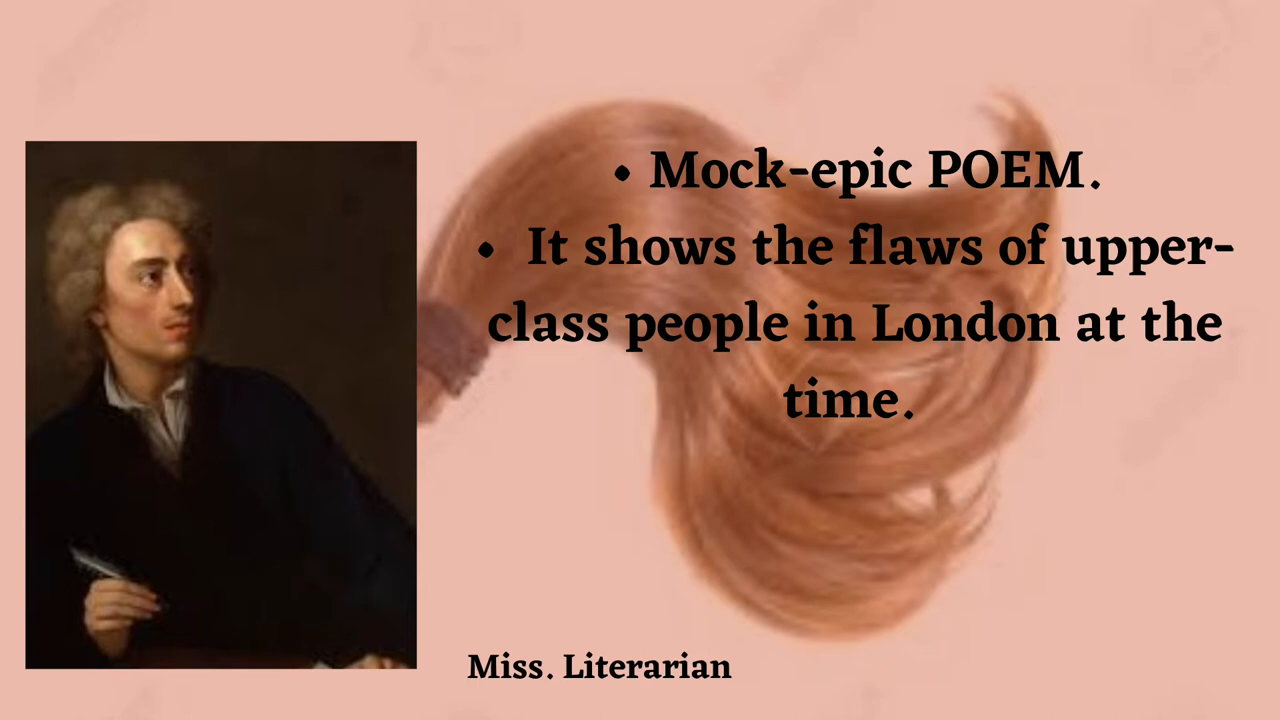 • Mock-epic POEM.
• It shows the flaws of upper-
class people in London at the
time.
Miss. Literarian